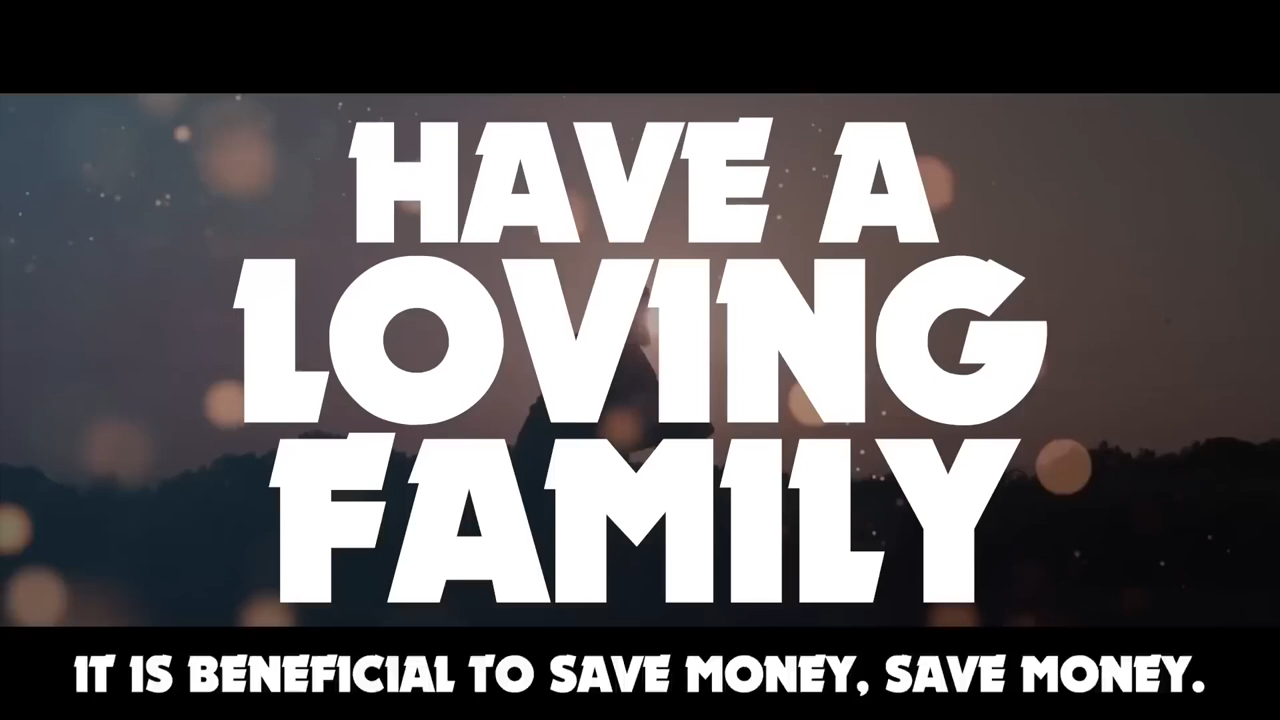 HAVE A
LOVING
FAMILY
IT IS BENEFICIAL TO SAVE MONEY, SAVE MONEY.